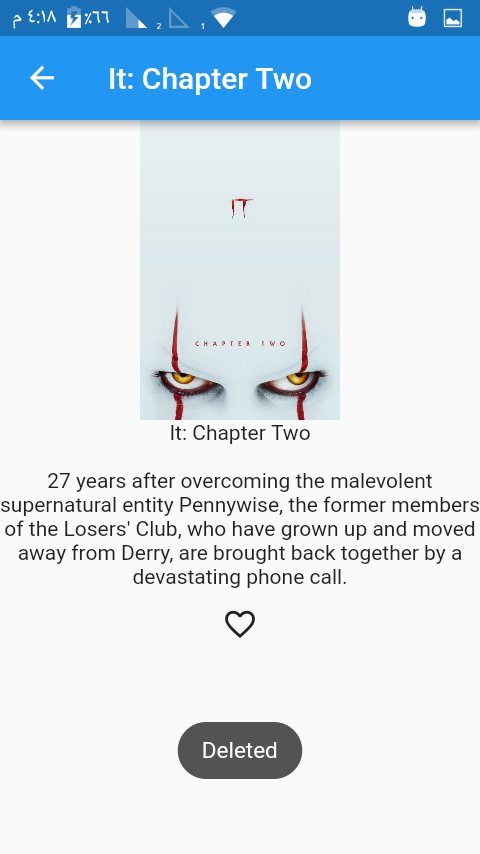 م ٤:١٨ ٪٦٦ 2 1
It: Chapter Two
IT
CHAPTER TWO
It: Chapter Two
27 years after overcoming the malevolent
supernatural entity Pennywise, the former members
of the Losers' Club, who have grown up and moved
away from Derry, are brought back together by a
devastating phone call.
Deleted